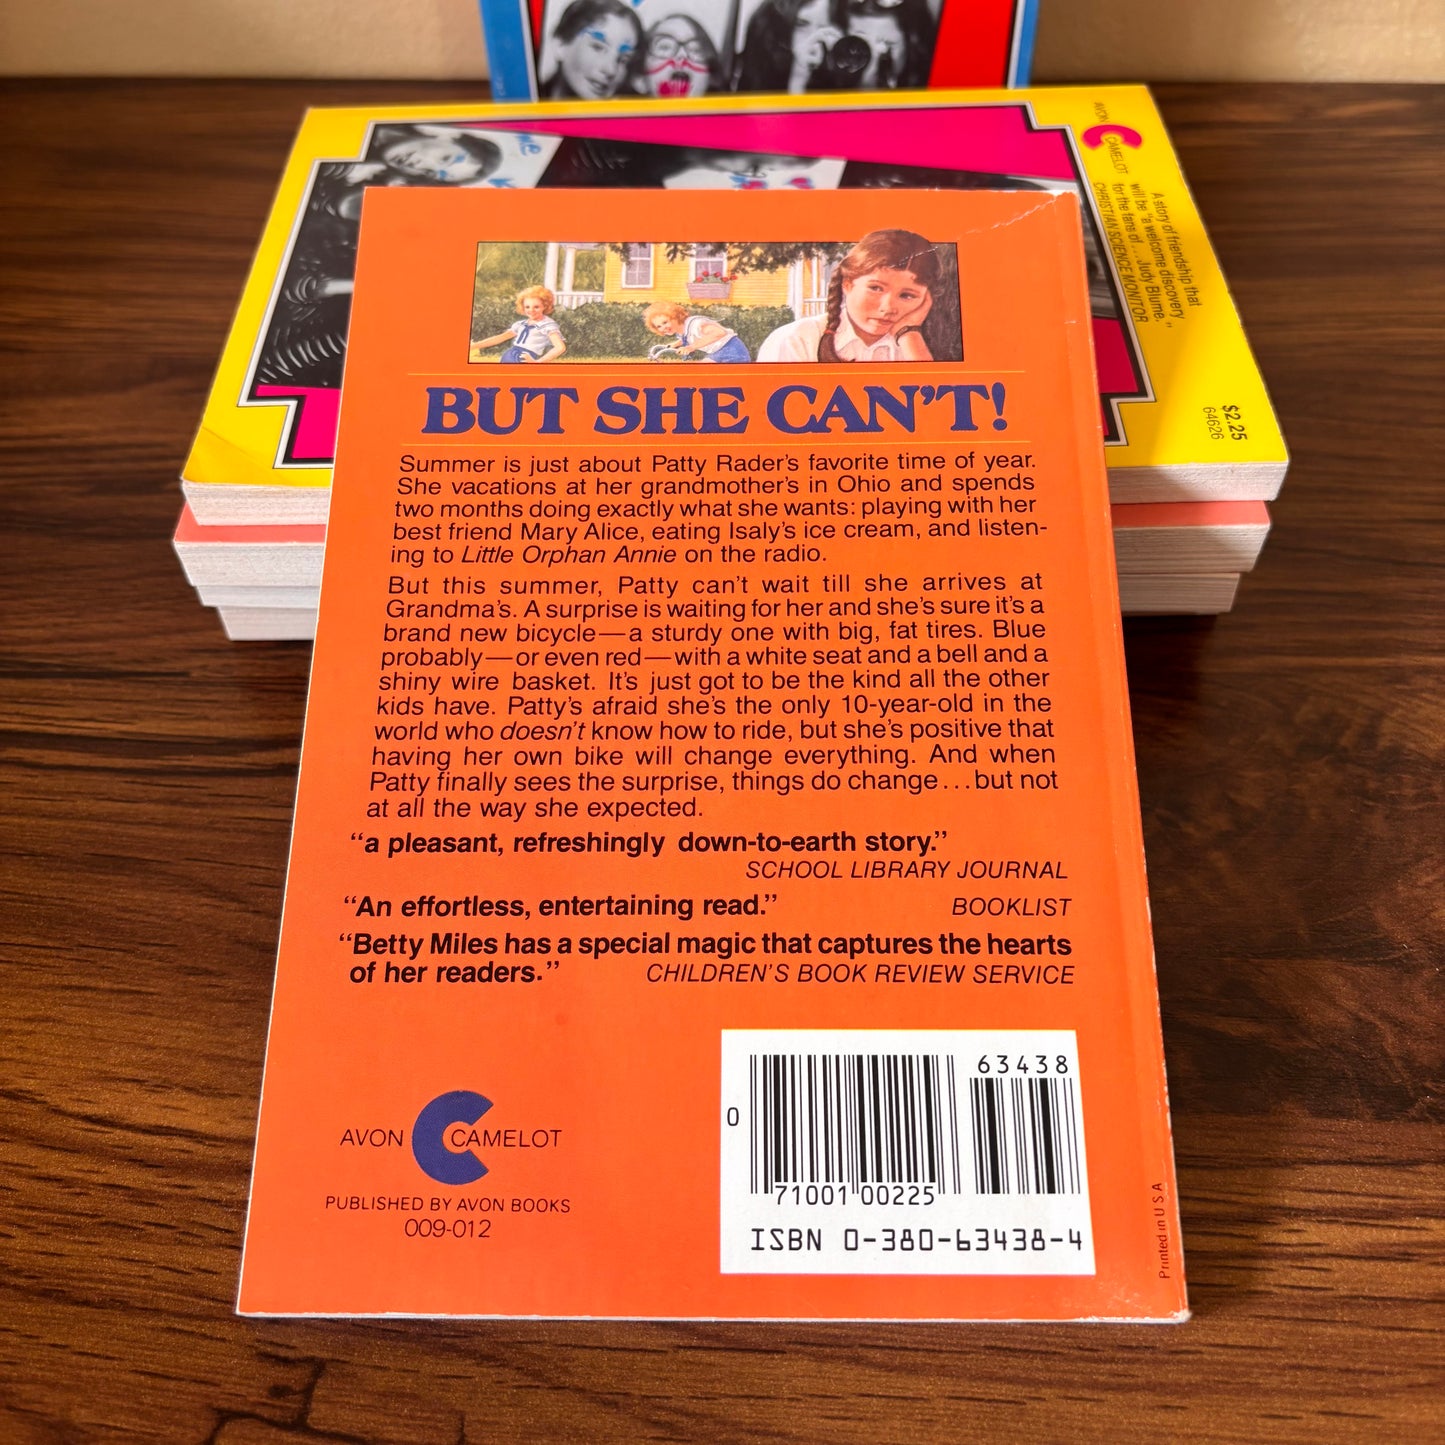 me
AVON CAMELOT
A story of friendship that
will be "a welcome discovery
for the fans of...Judy Blume."
CHRISTIAN SCIENCE MONITOR
$2.25
64626
BUT SHE CAN'T!
Summer is just about Patty Rader's favorite time of year.
She vacations at her grandmother's in Ohio and spends
two months doing exactly what she wants: playing with her
best friend Mary Alice, eating Isaly's ice cream, and listen-
ing to Little Orphan Annie on the radio.
But this summer, Patty can't wait till she arrives at
Grandma's. A surprise is waiting for her and she's sure it's a
brand new bicycle—a sturdy one with big, fat tires. Blue
probably—or even red—with a white seat and a bell and a
shiny wire basket. It's just got to be the kind all the other
kids have. Patty's afraid she's the only 10-year-old in the
world who doesn't know how to ride, but she's positive that
having her own bike will change everything. And when
Patty finally sees the surprise, things do change...but not
at all the way she expected.
"a pleasant, refreshingly down-to-earth story."
SCHOOL LIBRARY JOURNAL
"An effortless, entertaining read." BOOKLIST
"Betty Miles has a special magic that captures the hearts
of her readers." CHILDREN'S BOOK REVIEW SERVICE
AVON CAMELOT
PUBLISHED BY AVON BOOKS
009-012
63438
0
71001 00225
ISBN 0-380-63438-4
Printed in U S A